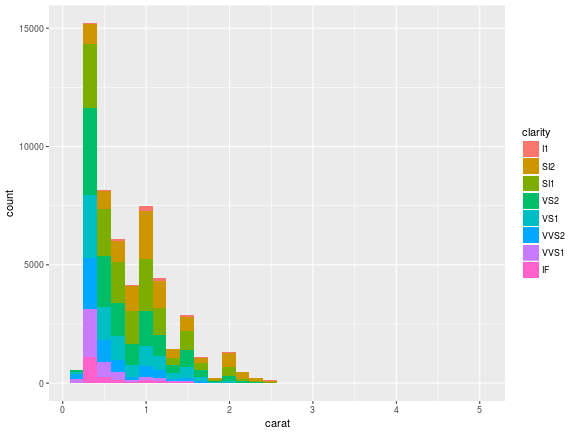 15000
10000
5000
0
count
0 1 2 3 4 5
carat
clarity
I1
SI2
SI1
VS2
VS1
VVS2
VVS1
IF